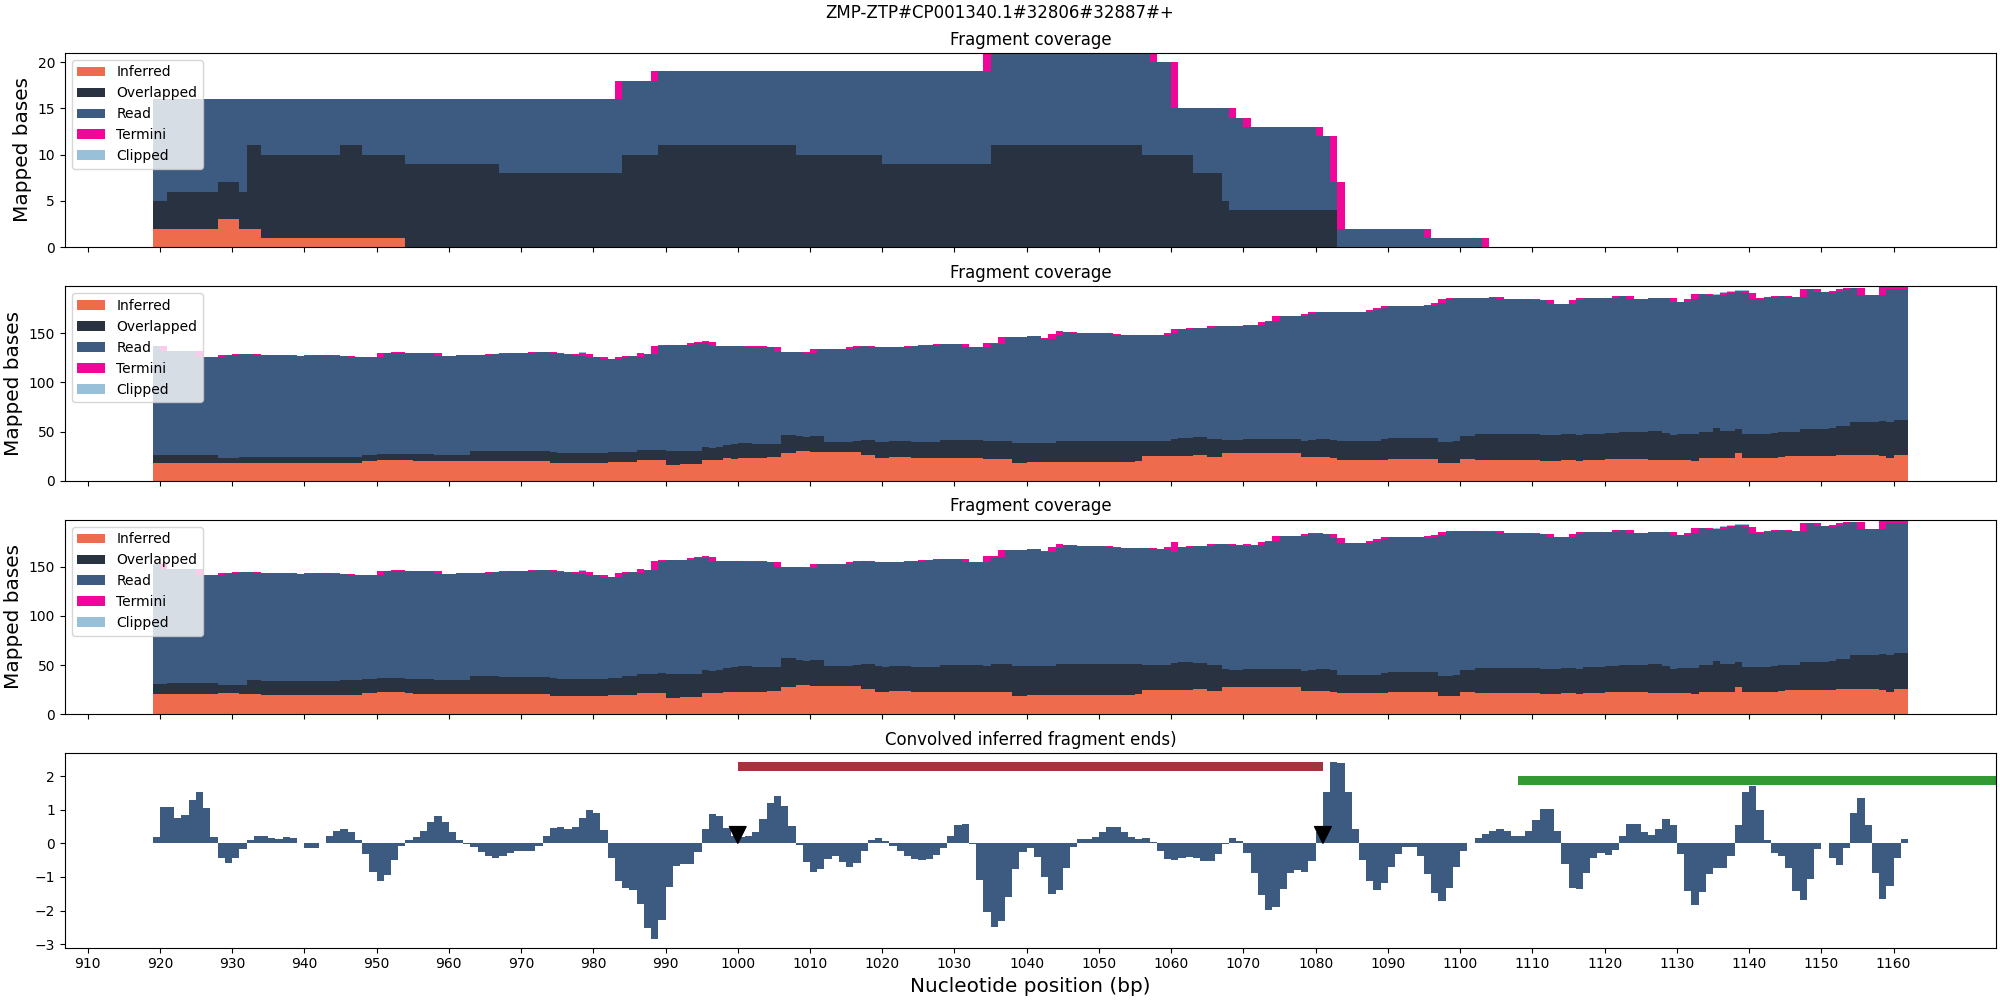 ZMP-ZTP#CP001340.1#32806#32887#+
Fragment coverage
Mapped bases
20
15
10
5
0
Inferred
Overlapped
Read
Termini
Clipped
Fragment coverage
Mapped bases
150
100
50
0
Inferred
Overlapped
Read
Termini
Clipped
Fragment coverage
Mapped bases
150
100
50
0
Inferred
Overlapped
Read
Termini
Clipped
Convolved inferred fragment ends)
2
1
0
−1
−2
−3
910 920 930 940 950 960 970 980 990 1000 1010 1020 1030 1040 1050 1060 1070 1080 1090 1100 1110 1120 1130 1140 1150 1160
Nucleotide position (bp)